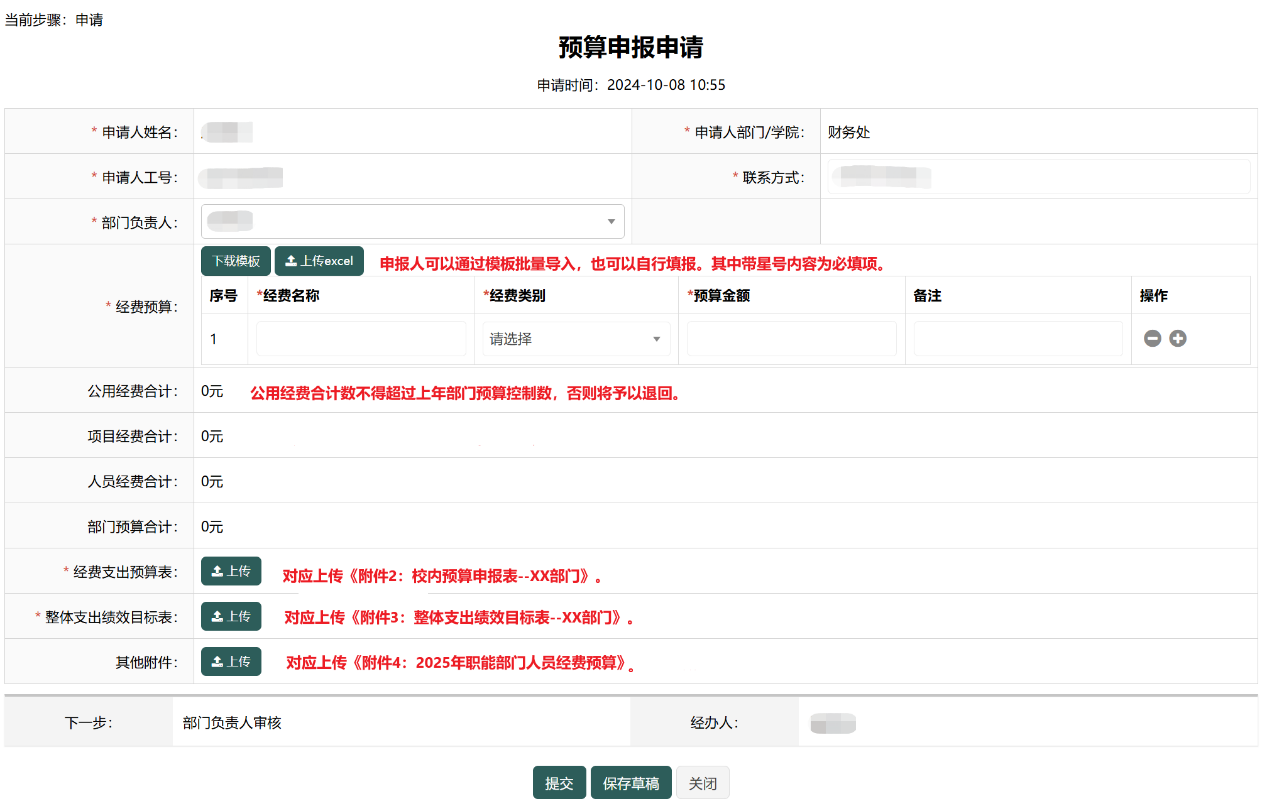 当前步骤：申请
预算申报申请
申请时间：2024-10-08 10:55
* 申请人姓名：
* 申请人部门/学院： 财务处
* 申请人工号：
* 联系方式：
* 部门负责人：
下载模板 上传excel 申报人可以通过模板批量导入，也可以自行填报。其中带星号内容为必填项。
* 经费预算：
序号 *经费名称 *经费类别 *预算金额 备注 操作
1 请选择
公用经费合计： 0元 公用经费合计数不得超过上年部门预算控制数，否则将予以退回。
项目经费合计： 0元
人员经费合计： 0元
部门预算合计： 0元
* 经费支出预算表： 上传 对应上传《附件2：校内预算申报表--XX部门》。
* 整体支出绩效目标表： 上传 对应上传《附件3：整体支出绩效目标表--XX部门》。
其他附件： 上传 对应上传《附件4：2025年职能部门人员经费预算》。
下一步： 部门负责人审核 经办人：
提交 保存草稿 关闭